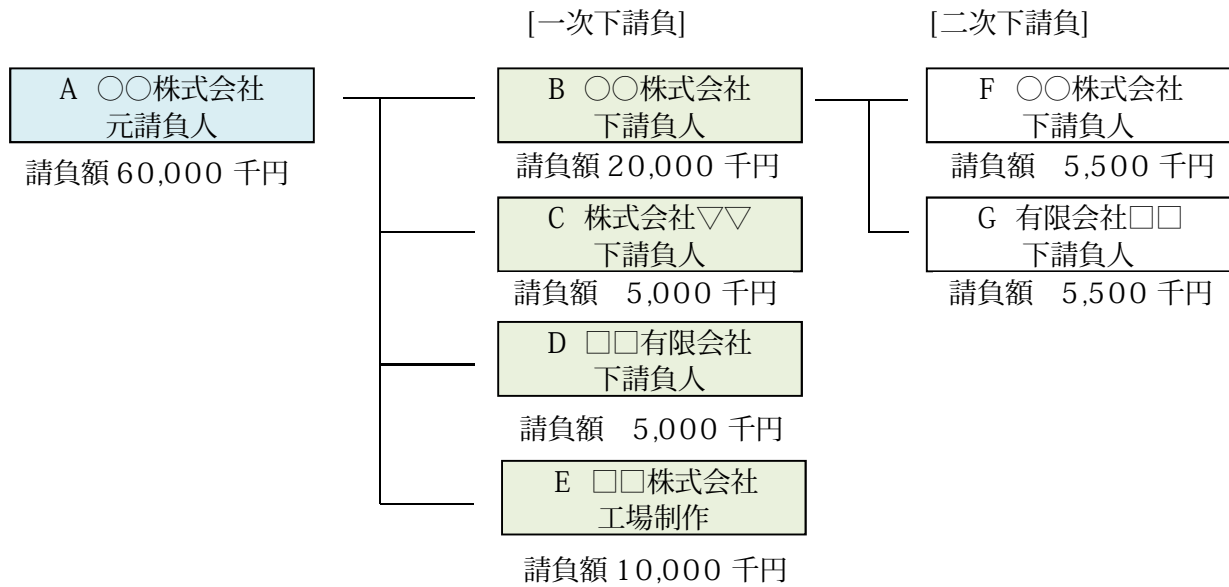 [一次下請負]
[二次下請負]
A ○○株式会社
元請負人
請負額 60,000 千円
B ○○株式会社
下請負人
請負額 20,000 千円
C 株式会社▽▽
下請負人
請負額 5,000 千円
D □□有限会社
下請負人
請負額 5,000 千円
E □□株式会社
工場制作
請負額 10,000 千円
F ○○株式会社
下請負人
請負額 5,500 千円
G 有限会社□□
下請負人
請負額 5,500 千円